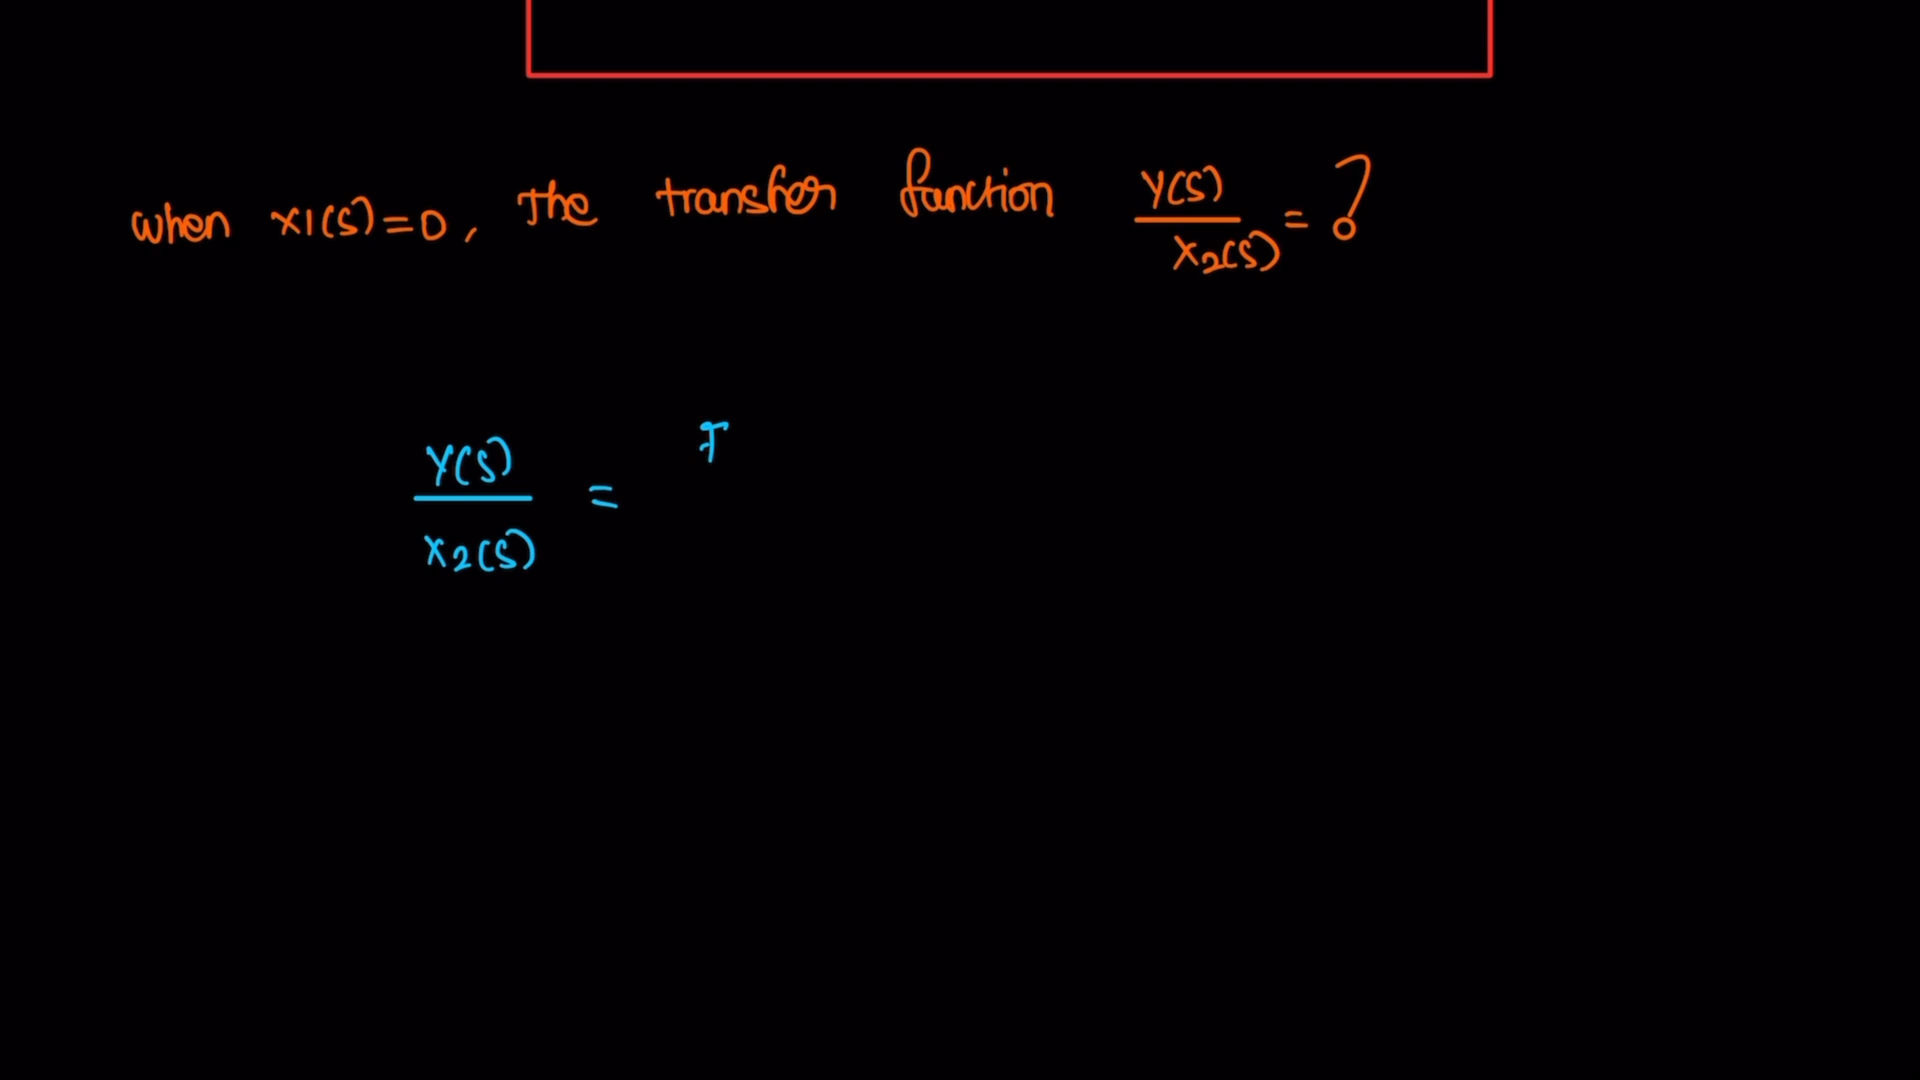 when x1(s)=0, The transfer function Y(s)/X2(s) = ?
Y(s)/X2(s) =